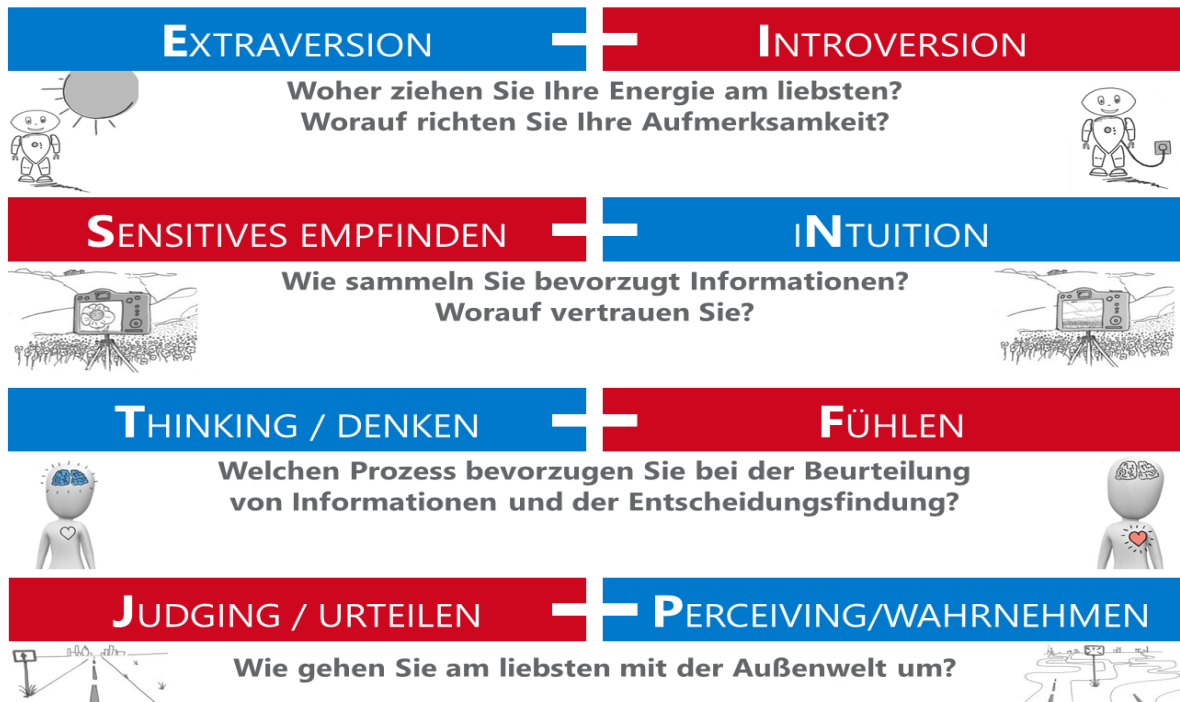 EXTRAVERSION
INTROVERSION
Woher ziehen Sie Ihre Energie am liebsten?
Worauf richten Sie Ihre Aufmerksamkeit?
SENSITIVES EMPFINDEN
INTUITION
Wie sammeln Sie bevorzugt Informationen?
Worauf vertrauen Sie?
THINKING / DENKEN
FÜHLEN
Welchen Prozess bevorzugen Sie bei der Beurteilung
von Informationen und der Entscheidungsfindung?
JUDGING / URTEILEN
PERCEIVING/WAHRNEHMEN
Wie gehen Sie am liebsten mit der Außenwelt um?